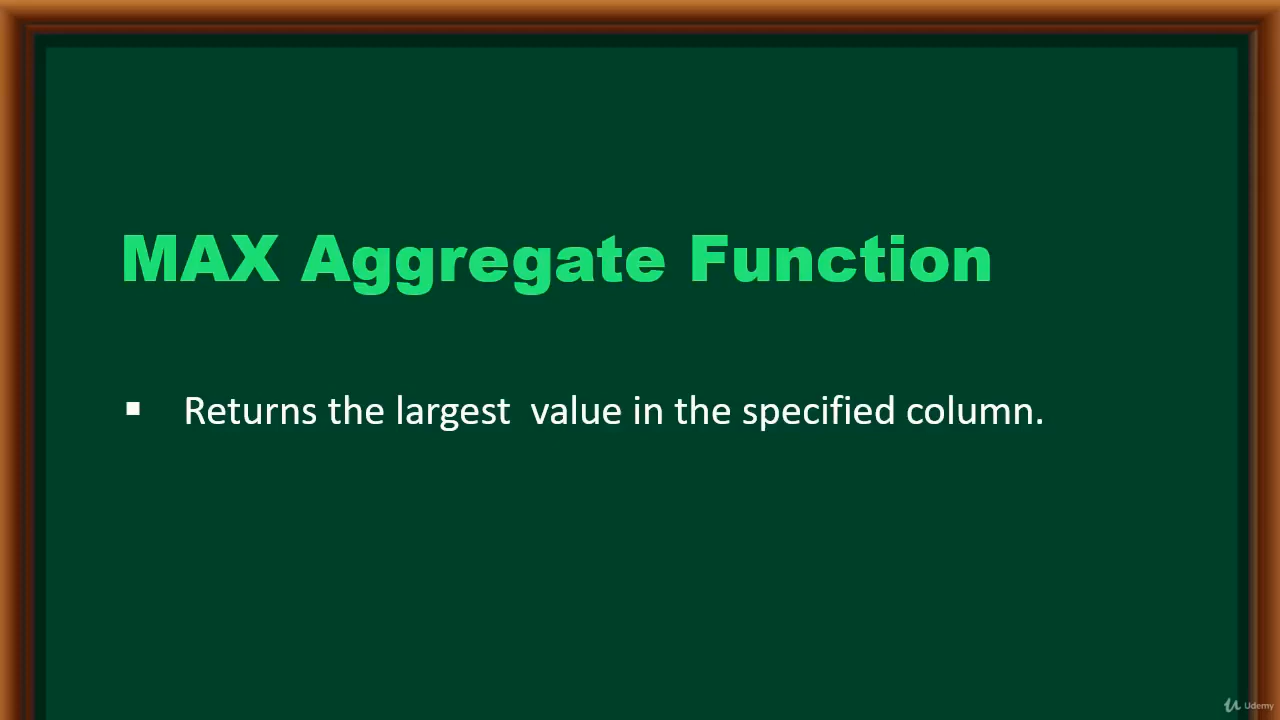 MAX Aggregate Function
▪ Returns the largest  value in the specified column.
Udemy